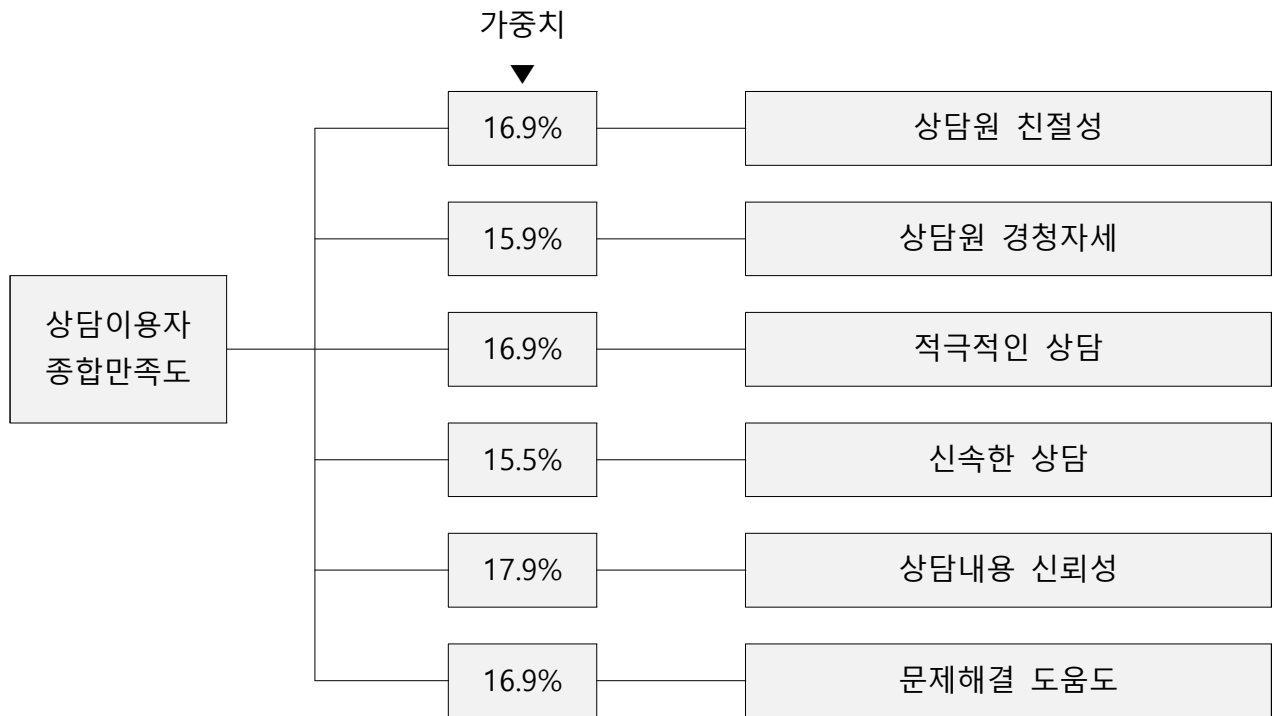 가중치
▼
16.9%
상담원 친절성
15.9%
상담원 경청자세
상담이용자
종합만족도
16.9%
적극적인 상담
15.5%
신속한 상담
17.9%
상담내용 신뢰성
16.9%
문제해결 도움도